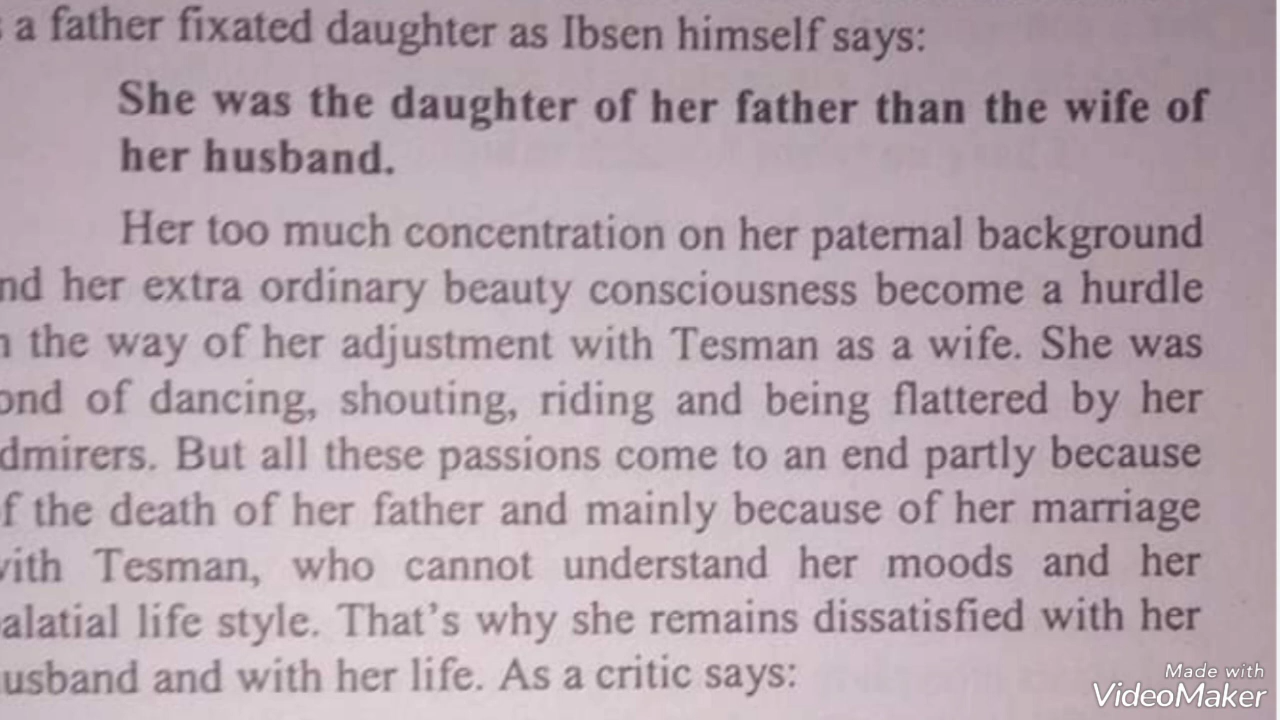 a father fixated daughter as Ibsen himself says:
She was the daughter of her father than the wife of
her husband.
Her too much concentration on her paternal background
nd her extra ordinary beauty consciousness become a hurdle
the way of her adjustment with Tesman as a wife. She was
ond of dancing, shouting, riding and being flattered by her
dmirers. But all these passions come to an end partly because
f the death of her father and mainly because of her marriage
ith Tesman, who cannot understand her moods and her
alatial life style. That's why she remains dissatisfied with her
usband and with her life. As a critic says:
Made with
VideoMaker